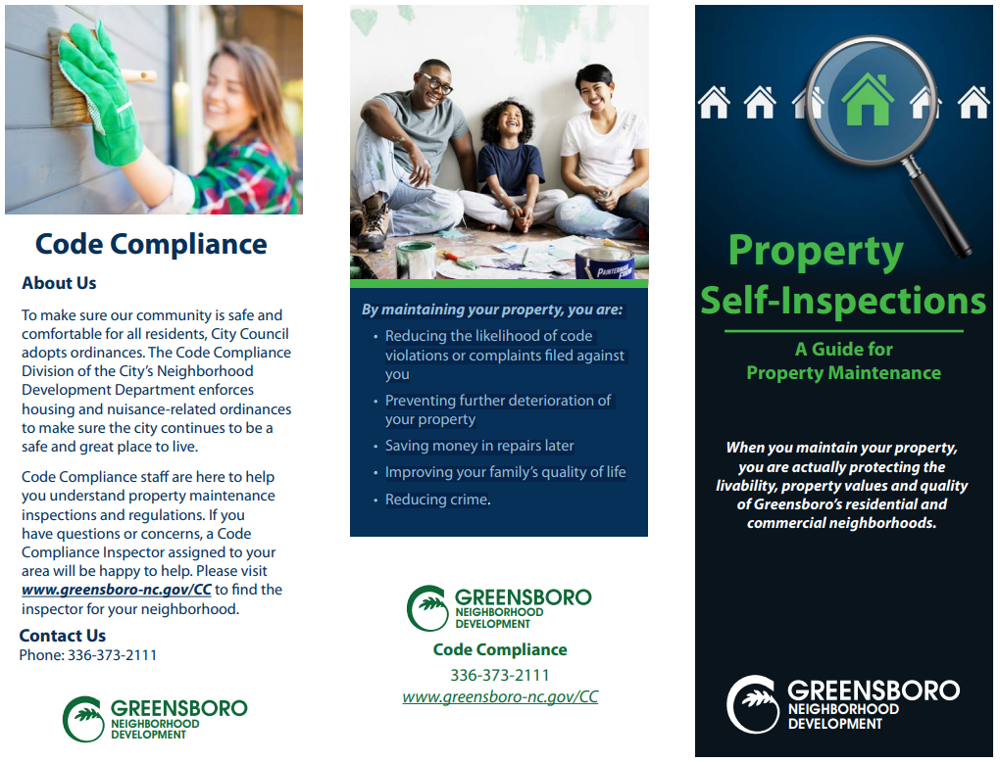 Code Compliance
About Us
To make sure our community is safe and
comfortable for all residents, City Council
adopts ordinances. The Code Compliance
Division of the City's Neighborhood
Development Department enforces
housing and nuisance-related ordinances
to make sure the city continues to be a
safe and great place to live.
Code Compliance staff are here to help
you understand property maintenance
inspections and regulations. If you
have questions or concerns, a Code
Compliance Inspector assigned to your
area will be happy to help. Please visit
www.greensboro-nc.gov/CC to find the
inspector for your neighborhood.
Contact Us
Phone: 336-373-2111
GREENSBORO
NEIGHBORHOOD
DEVELOPMENT
By maintaining your property, you are:
• Reducing the likelihood of code
violations or complaints filed against
you
• Preventing further deterioration of
your property
• Saving money in repairs later
• Improving your family's quality of life
• Reducing crime.
GREENSBORO
NEIGHBORHOOD
DEVELOPMENT
Code Compliance
336-373-2111
www.greensboro-nc.gov/CC
Property
Self-Inspections
A Guide for
Property Maintenance
When you maintain your property,
you are actually protecting the
livability, property values and quality
of Greensboro's residential and
commercial neighborhoods.
GREENSBORO
NEIGHBORHOOD
DEVELOPMENT